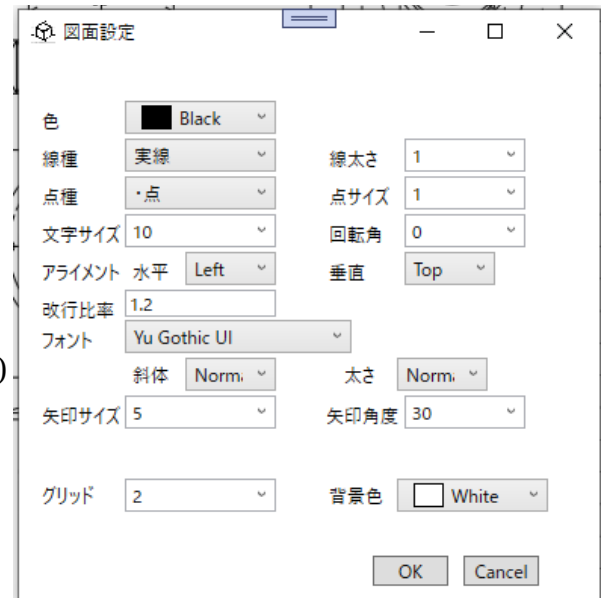 図面設定
色 Black
線種 実線 線太さ 1
点種 ・点 点サイズ 1
文字サイズ 10 回転角 0
アライメント 水平 Left 垂直 Top
改行比率 1.2
フォント Yu Gothic UI
斜体 Norma 太さ Norm
矢印サイズ 5 矢印角度 30
グリッド 2 背景色 White
OK Cancel